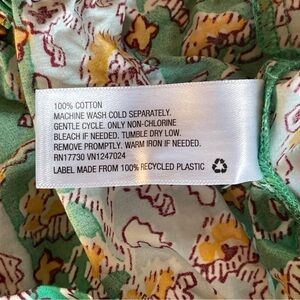 100% COTTON
MACHINE WASH COLD SEPARATELY.
GENTLE CYCLE. ONLY NON-CHLORINE
BLEACH IF NEEDED. TUMBLE DRY LOW.
REMOVE PROMPTLY. WARM IRON IF NEEDED.
RN17730 VN1247024
LABEL MADE FROM 100% RECYCLED PLASTIC